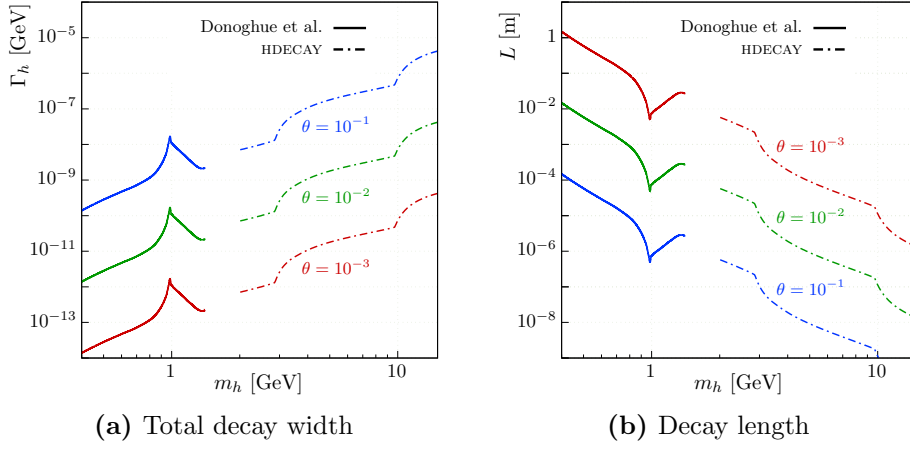 Γ_h [GeV]
10^{-5}
10^{-7}
10^{-9}
10^{-11}
10^{-13}
Donoghue et al.
HDECAY
θ = 10^{-1}
θ = 10^{-2}
θ = 10^{-3}
1 10
m_h [GeV]
(a) Total decay width
L [m]
1
10^{-2}
10^{-4}
10^{-6}
10^{-8}
Donoghue et al.
HDECAY
θ = 10^{-3}
θ = 10^{-2}
θ = 10^{-1}
1 10
m_h [GeV]
(b) Decay length